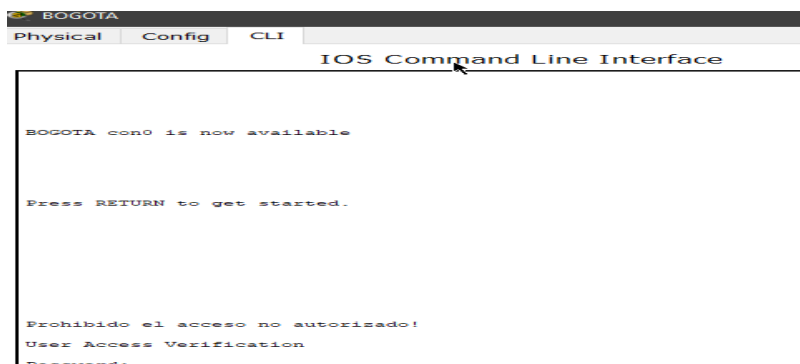 BOGOTA
Physical Config CLI
IOS Command Line Interface
BOGOTA con0 is now available
Press RETURN to get started.
Prohibido el acceso no autorizado!
User Access Verification
Password: